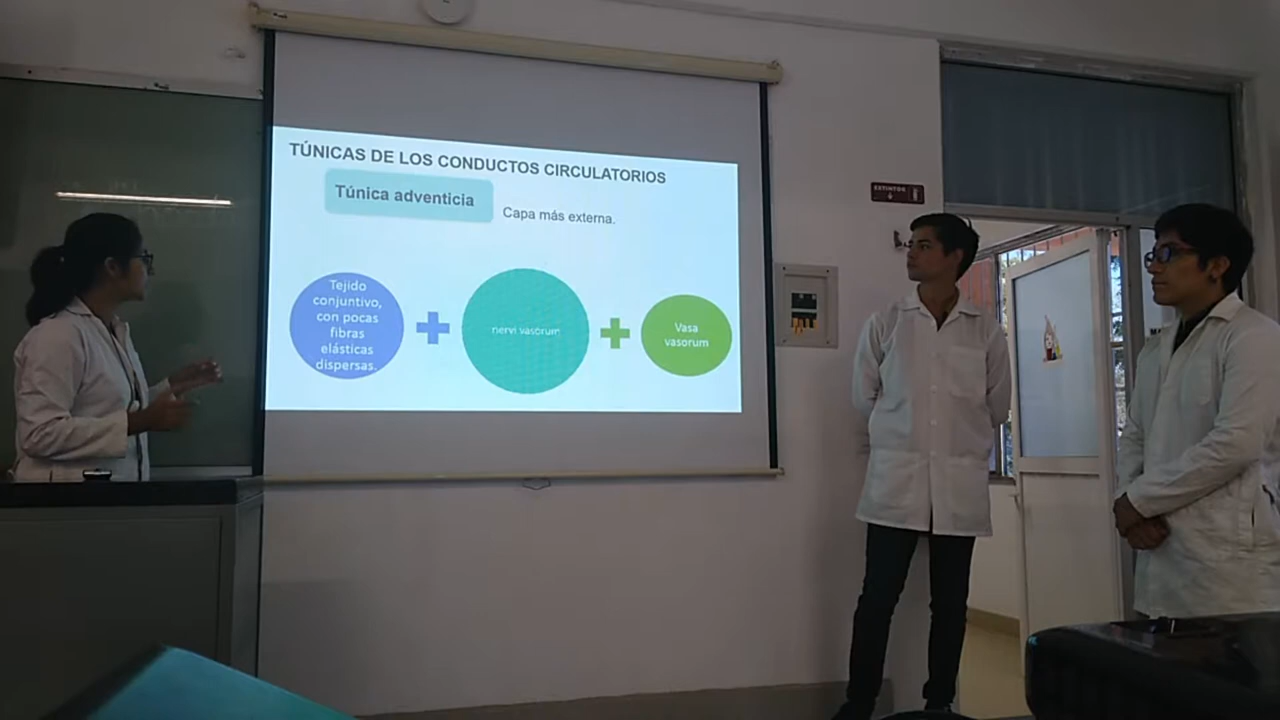 TÚNICAS DE LOS CONDUCTOS CIRCULATORIOS
Túnica adventicia
Capa más externa.
Tejido
conjuntivo,
con pocas
fibras
elásticas
dispersas.
nervi vasorum
Vasa
vasorum
EXTINTOR